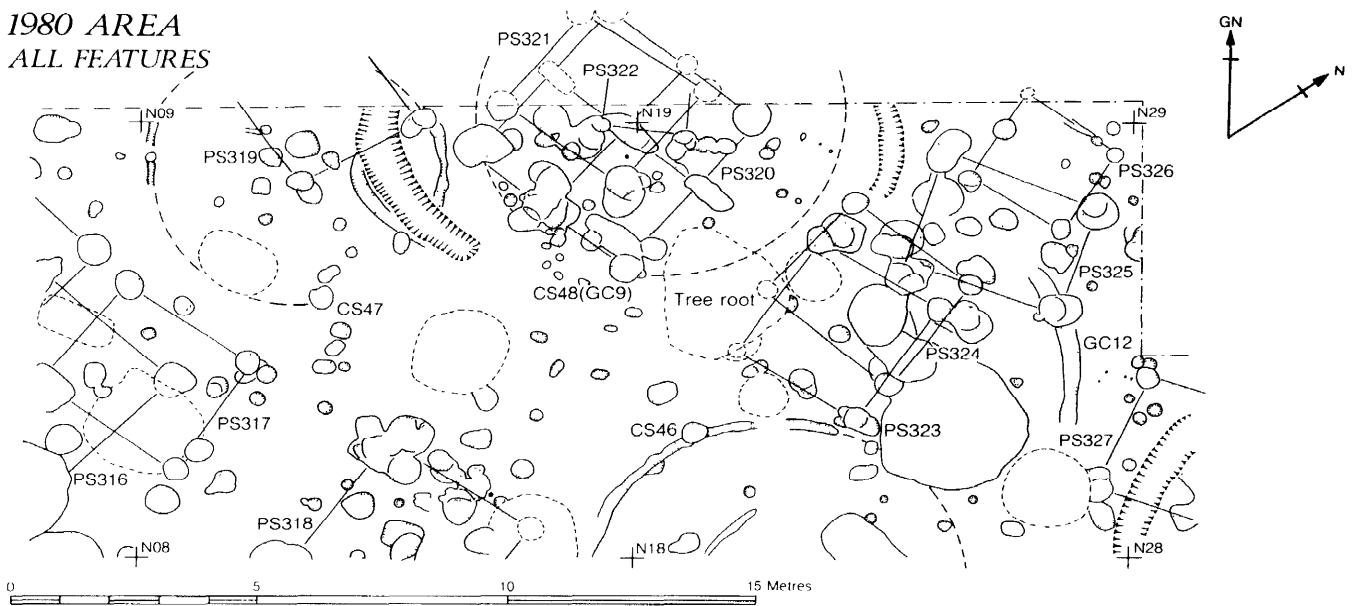 1980 AREA
ALL FEATURES
GN
N
PS321
PS322
N09
N19
N29
PS319
PS320
PS326
PS325
CS47
CS48(GC9)
Tree root
GC12
PS324
PS317
CS46
PS323
PS327
PS316
PS318
N08
N18
N28
0 5 10 15 Metres